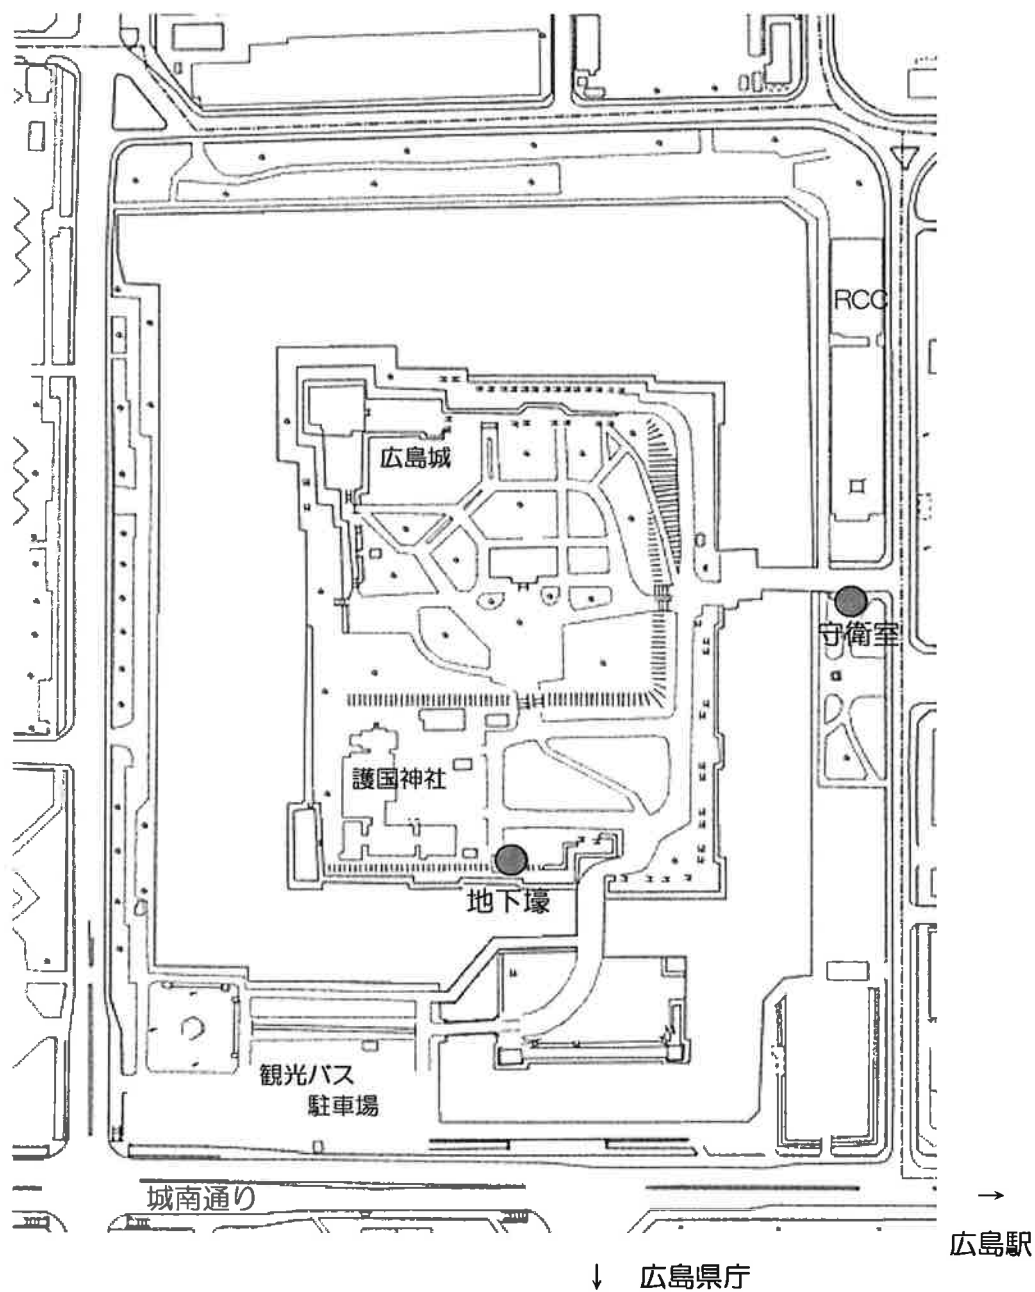 RCC
広島城
守衛室
護国神社
地下壕
観光バス
駐車場
城南通り
→
広島駅
↓ 広島県庁